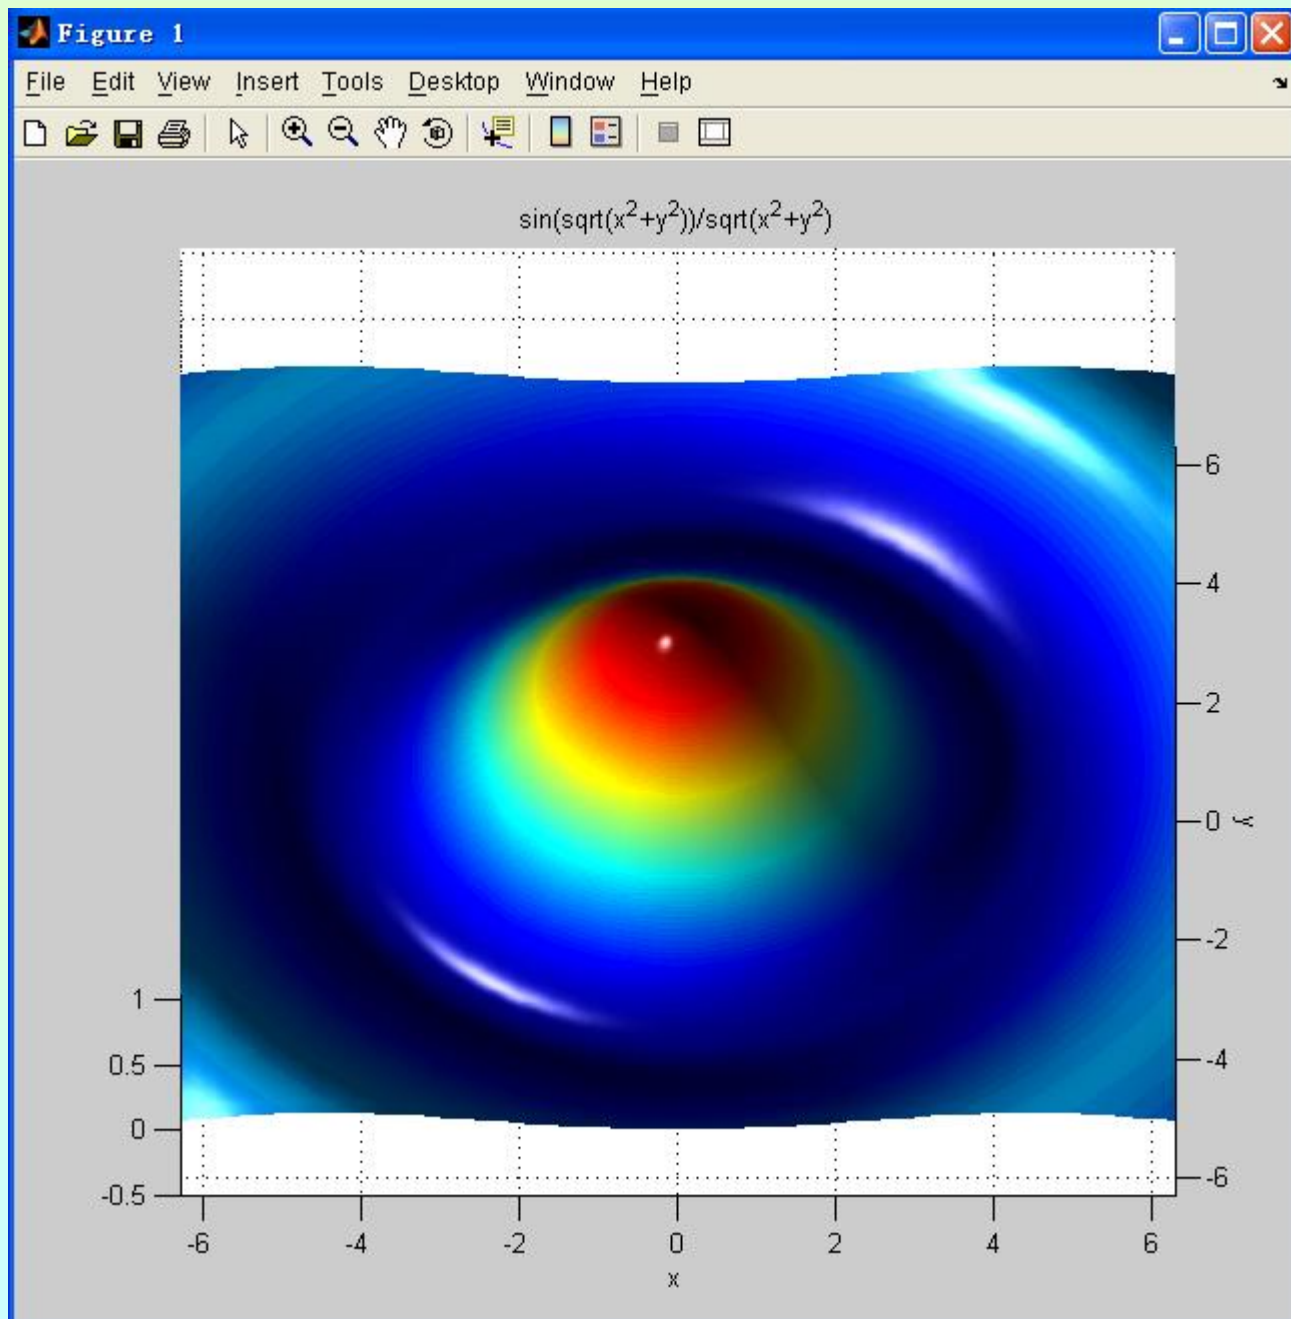 Figure 1
File Edit View Insert Tools Desktop Window Help
sin(sqrt(x²+y²))/sqrt(x²+y²)
6
4
2
0
y
-2
-4
-6
1
0.5
0
-0.5
-6 -4 -2 0 2 4 6
x